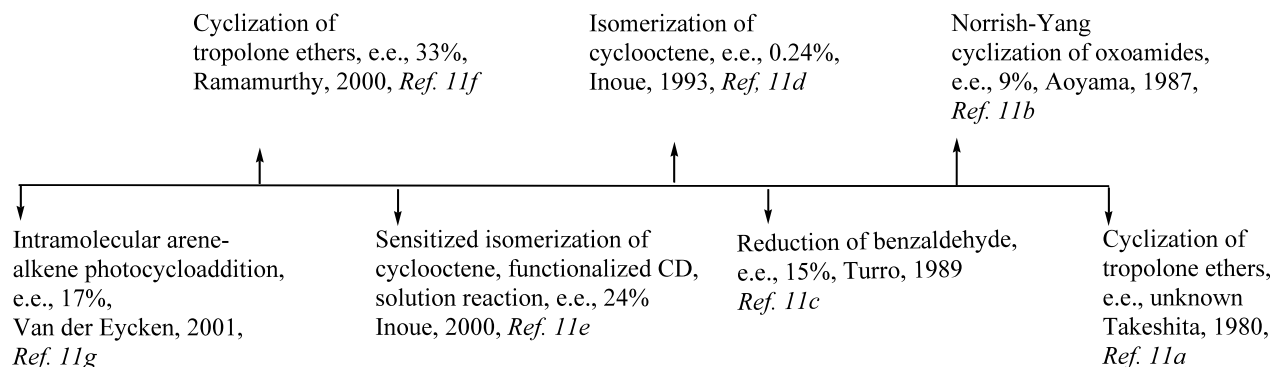 Cyclization of
tropolone ethers, e.e., 33%,
Ramamurthy, 2000, Ref. 11f
Isomerization of
cyclooctene, e.e., 0.24%,
Inoue, 1993, Ref, 11d
Norrish-Yang
cyclization of oxoamides,
e.e., 9%, Aoyama, 1987,
Ref. 11b
Intramolecular arene-
alkene photocycloaddition,
e.e., 17%,
Van der Eycken, 2001,
Ref. 11g
Sensitized isomerization of
cyclooctene, functionalized CD,
solution reaction, e.e., 24%
Inoue, 2000, Ref. 11e
Reduction of benzaldehyde,
e.e., 15%, Turro, 1989
Ref. 11c
Cyclization of
tropolone ethers,
e.e., unknown
Takeshita, 1980,
Ref. 11a